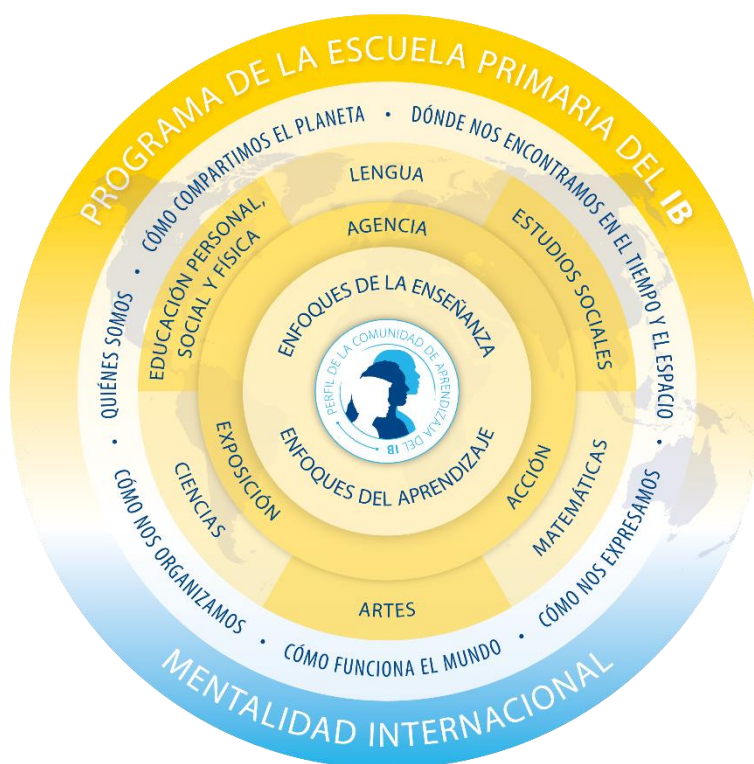 PROGRAMA DE LA ESCUELA PRIMARIA DEL IB
CÓMO COMPARTIMOS EL PLANETA
•
DÓNDE NOS ENCONTRAMOS EN EL TIEMPO Y EL ESPACIO
•
CÓMO NOS EXPRESAMOS
•
CÓMO FUNCIONA EL MUNDO
•
CÓMO NOS ORGANIZAMOS
•
QUIÉNES SOMOS
•
LENGUA
ESTUDIOS SOCIALES
MATEMÁTICAS
ARTES
CIENCIAS
EDUCACIÓN PERSONAL,
SOCIAL Y FÍSICA
AGENCIA
ACCIÓN
EXPOSICIÓN
ENFOQUES DE LA ENSEÑANZA
ENFOQUES DEL APRENDIZAJE
PERFIL DE LA COMUNIDAD DE APRENDIZAJA DEL IB
MENTALIDAD INTERNACIONAL